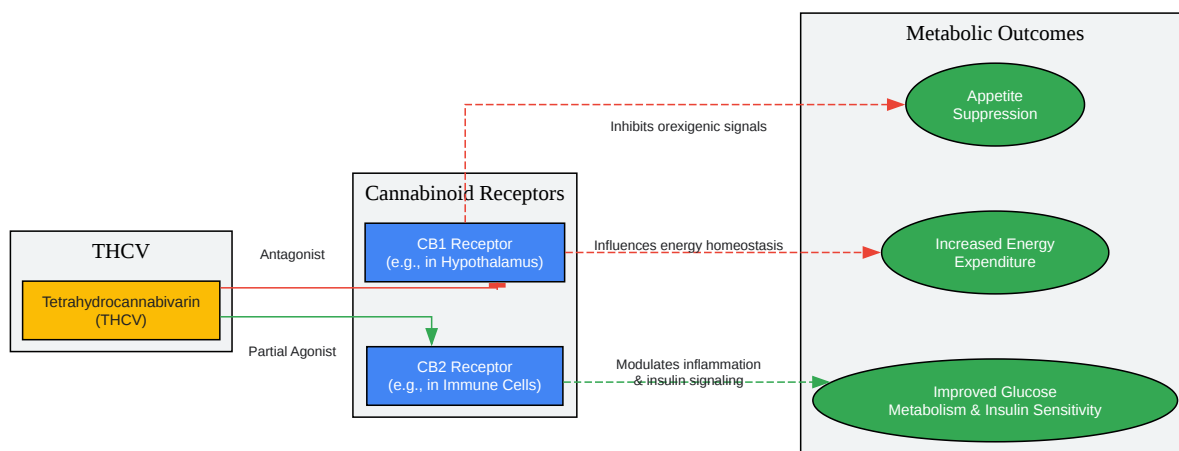 THCV
Tetrahydrocannabivarin
(THCV)
Antagonist
Partial Agonist
Cannabinoid Receptors
CB1 Receptor
(e.g., in Hypothalamus)
CB2 Receptor
(e.g., in Immune Cells)
Inhibits orexigenic signals
Influences energy homeostasis
Modulates inflammation
& insulin signaling
Metabolic Outcomes
Appetite
Suppression
Increased Energy
Expenditure
Improved Glucose
Metabolism & Insulin Sensitivity